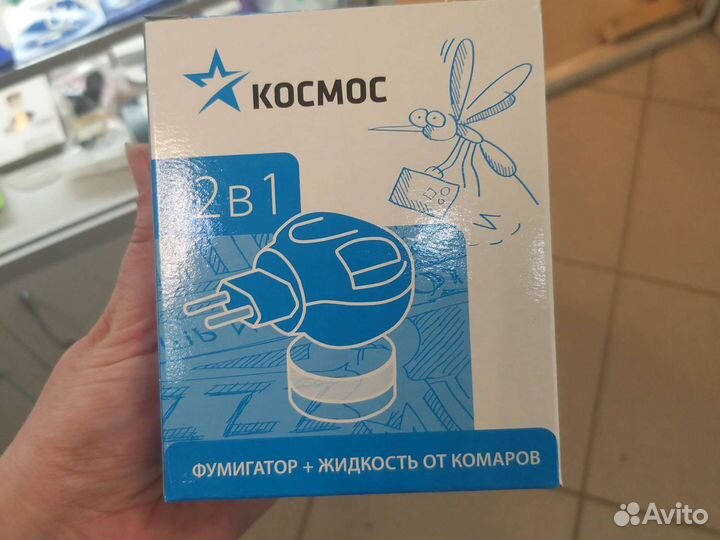 КОСМОС
2в1
ФУМИГАТОР + ЖИДКОСТЬ ОТ КОМАРОВ
Avito